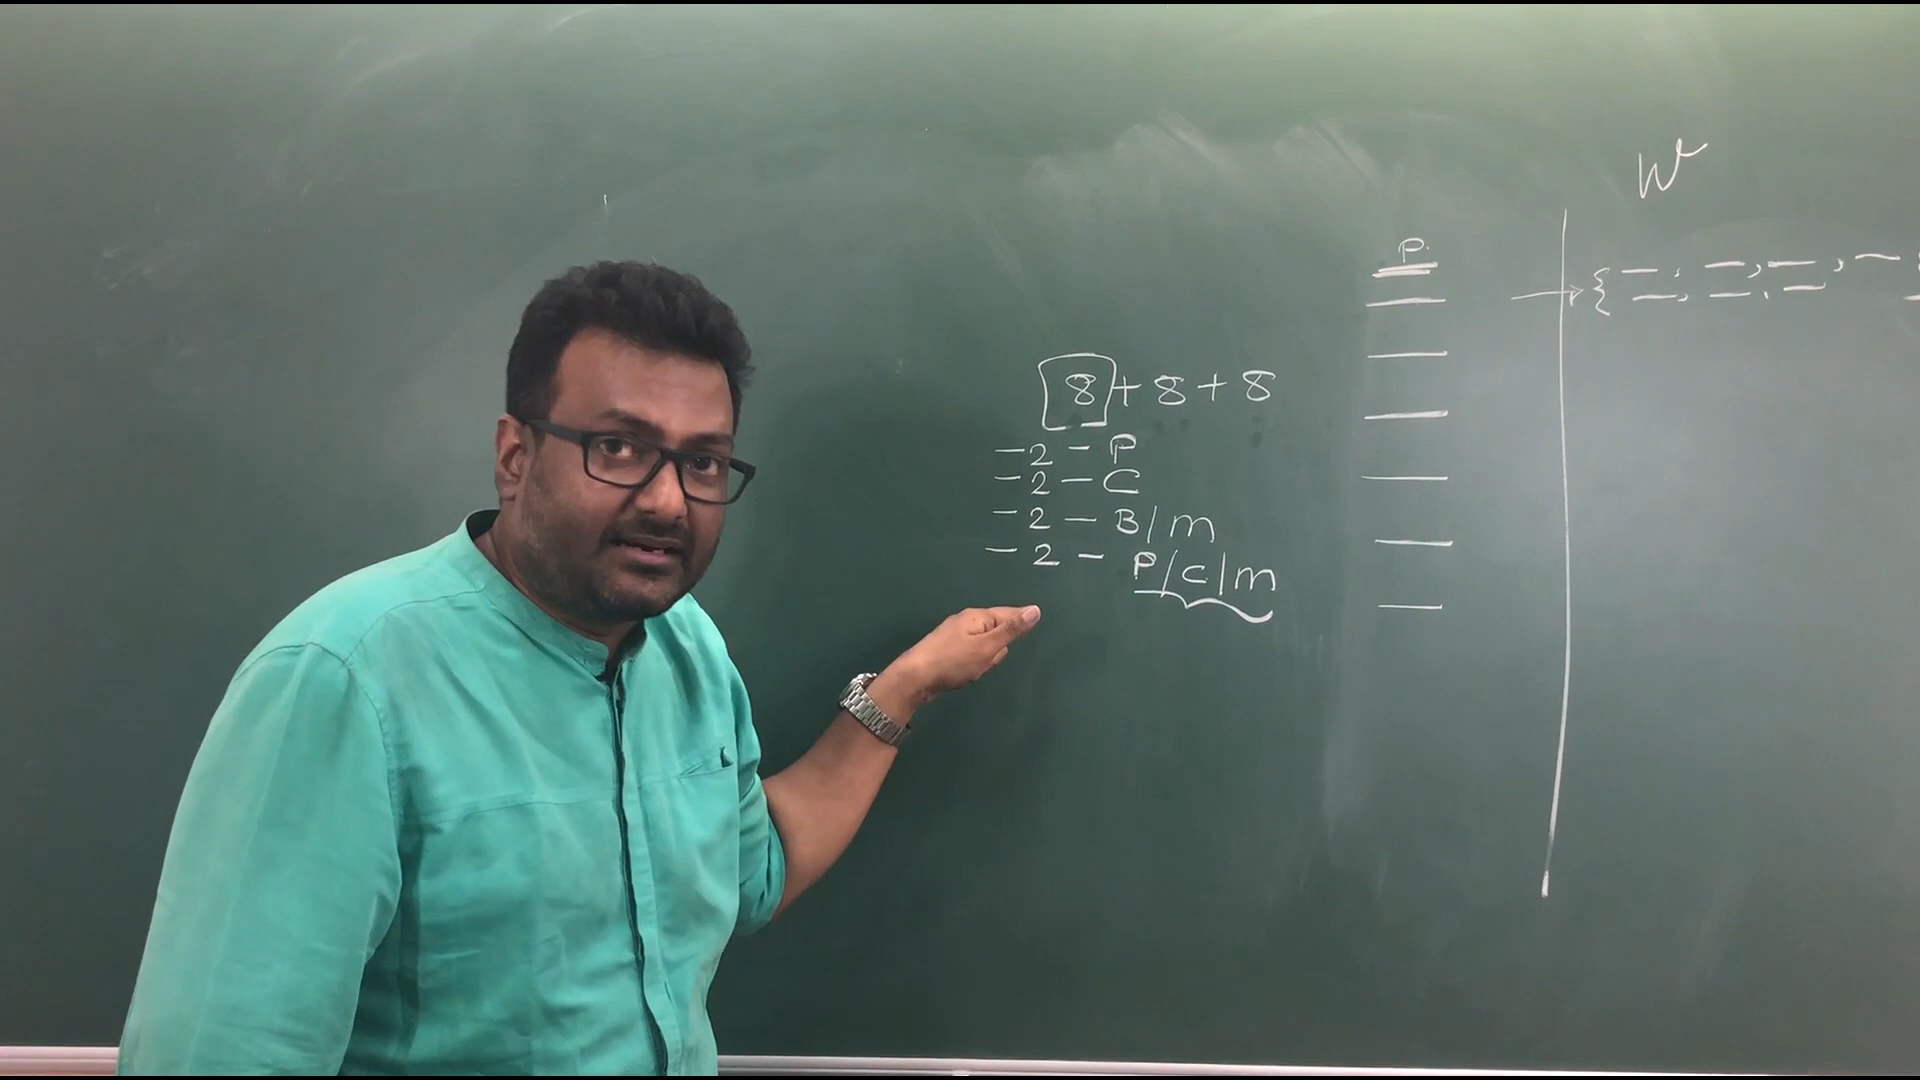 W
P.
8 + 8 + 8
- 2 - P
- 2 - C
- 2 - B/m
- 2 - P/C/m